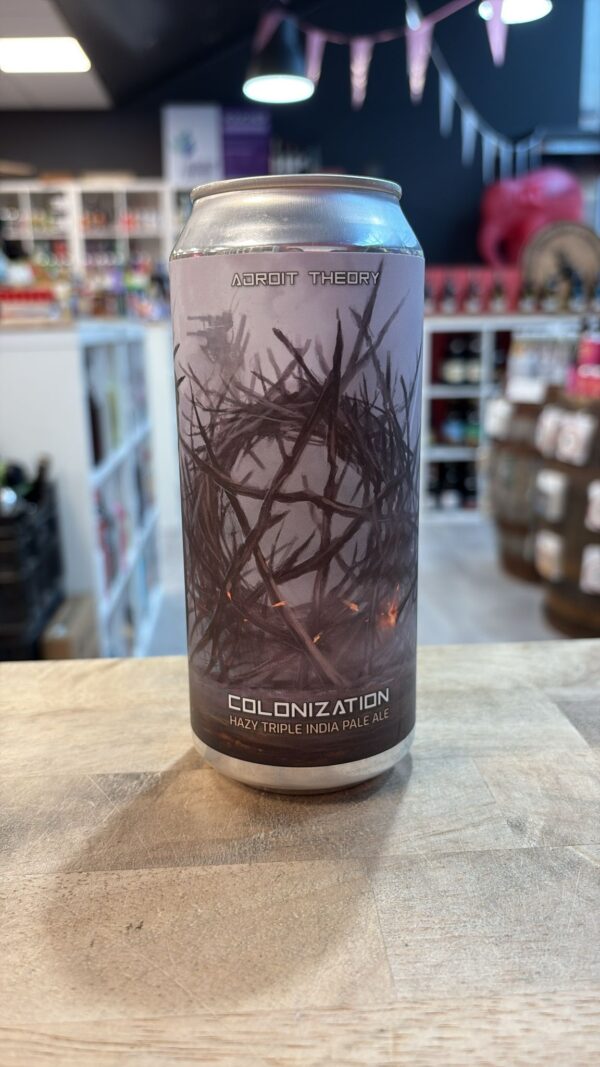 ADROIT THEORY
COLONIZATION
HAZY TRIPLE INDIA PALE ALE